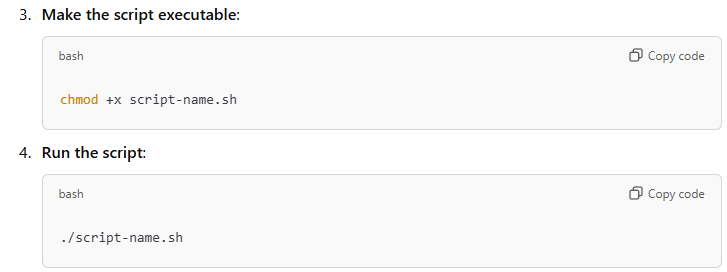 3. Make the script executable:
bash Copy code
chmod +x script-name.sh
4. Run the script:
bash Copy code
./script-name.sh